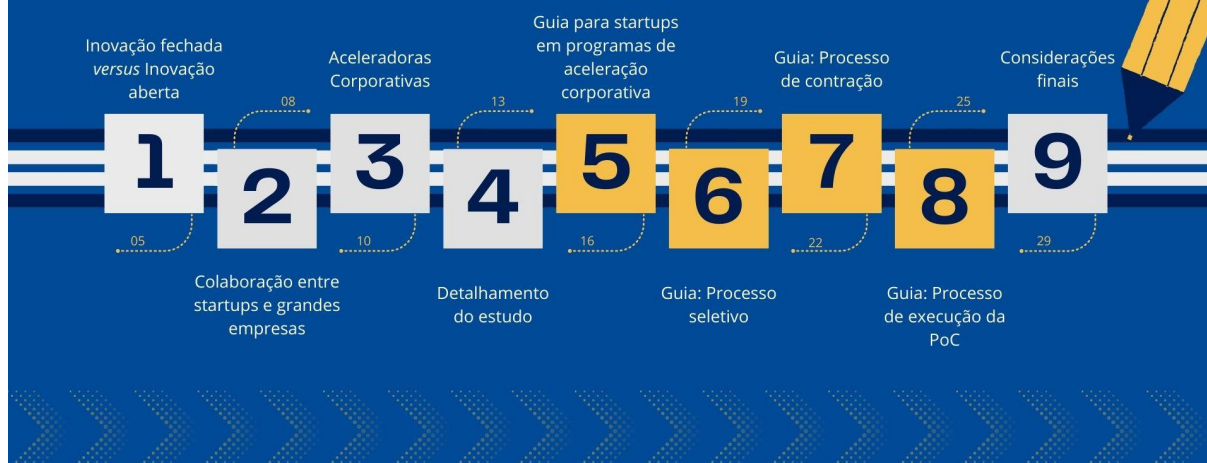 Inovação fechada
versus Inovação
aberta
1
05
08
2
Colaboração entre
startups e grandes
empresas
Aceleradoras
Corporativas
3
10
13
4
Detalhamento
do estudo
Guia para startups
em programas de
aceleração
corporativa
5
16
19
6
Guia: Processo
seletivo
Guia: Processo
de contração
7
22
25
8
Guia: Processo
de execução da
PoC
Considerações
finais
9
29